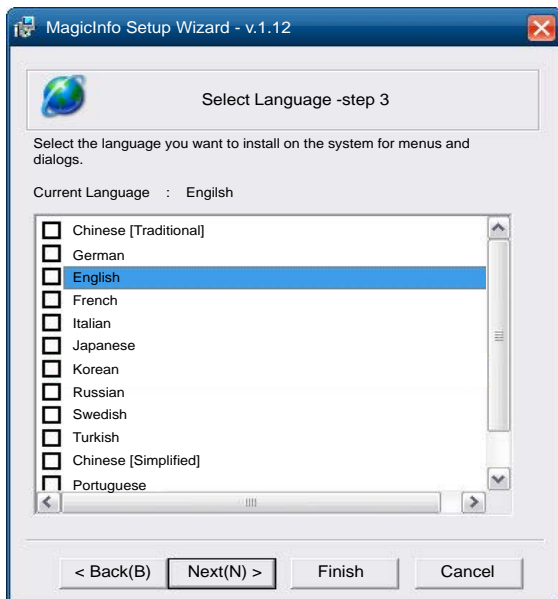 MagicInfo Setup Wizard - v.1.12
Select Language -step 3
Select the language you want to install on the system for menus and
dialogs.
Current Language : Engilsh
Chinese [Traditional]
German
English
French
Italian
Japanese
Korean
Russian
Swedish
Turkish
Chinese [Simplified]
Portuguese
< Back(B) Next(N) > Finish Cancel